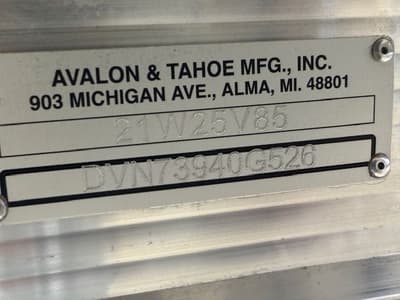 AVALON & TAHOE MFG., INC.
903 MICHIGAN AVE., ALMA, MI. 48801
21W25V85
DVN73940G526